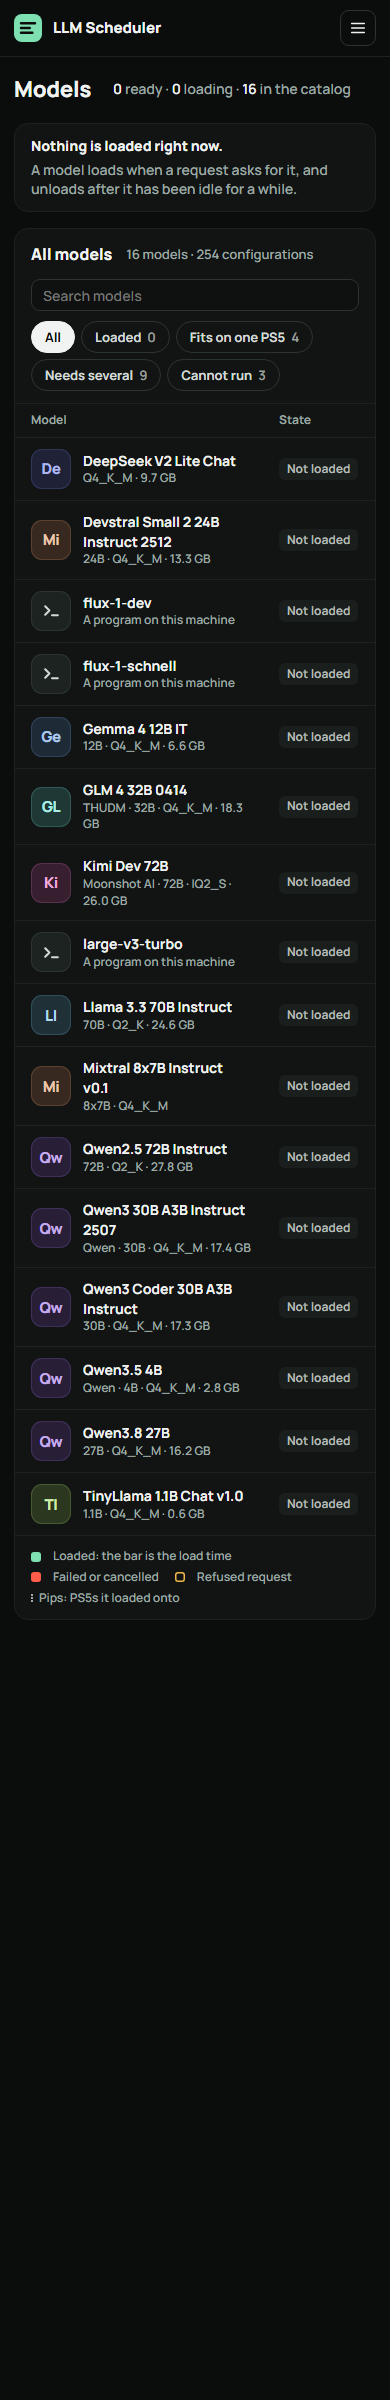 LLM Scheduler
Models 0 ready · 0 loading · 16 in the catalog
Nothing is loaded right now.
A model loads when a request asks for it, and
unloads after it has been idle for a while.
All models 16 models · 254 configurations
Search models
All Loaded 0 Fits on one PS5 4
Needs several 9 Cannot run 3
Model State
De DeepSeek V2 Lite Chat Not loaded
Q4_K_M · 9.7 GB
Mi Devstral Small 2 24B Not loaded
Instruct 2512
24B · Q4_K_M · 13.3 GB
flux-1-dev Not loaded
A program on this machine
flux-1-schnell Not loaded
A program on this machine
Ge Gemma 4 12B IT Not loaded
12B · Q4_K_M · 6.6 GB
GL GLM 4 32B 0414 Not loaded
THUDM · 32B · Q4_K_M · 18.3
GB
Ki Kimi Dev 72B Not loaded
Moonshot AI · 72B · IQ2_S ·
26.0 GB
large-v3-turbo Not loaded
A program on this machine
Ll Llama 3.3 70B Instruct Not loaded
70B · Q2_K · 24.6 GB
Mi Mixtral 8x7B Instruct Not loaded
v0.1
8x7B · Q4_K_M
Qw Qwen2.5 72B Instruct Not loaded
72B · Q2_K · 27.8 GB
Qw Qwen3 30B A3B Instruct Not loaded
2507
Qwen · 30B · Q4_K_M · 17.4 GB
Qw Qwen3 Coder 30B A3B Not loaded
Instruct
30B · Q4_K_M · 17.3 GB
Qw Qwen3.5 4B Not loaded
Qwen · 4B · Q4_K_M · 2.8 GB
Qw Qwen3.8 27B Not loaded
27B · Q4_K_M · 16.2 GB
TI TinyLlama 1.1B Chat v1.0 Not loaded
1.1B · Q4_K_M · 0.6 GB
Loaded: the bar is the load time
Failed or cancelled Refused request
Pips: PS5s it loaded onto